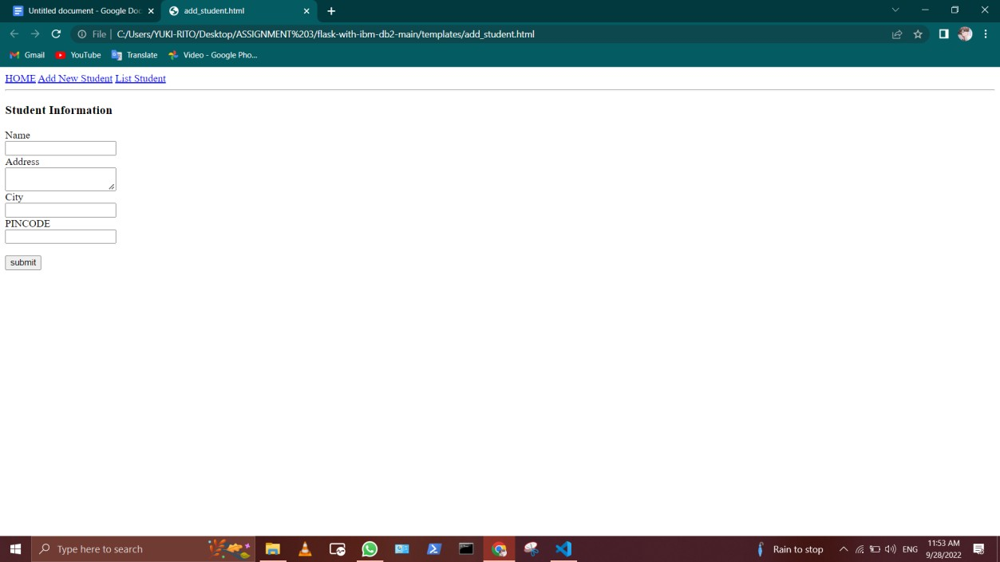 Untitled document - Google Doc
add_student.html
File
C:/Users/YUKI-RITO/Desktop/ASSIGNMENT%203/flask-with-ibm-db2-main/templates/add_student.html
Gmail YouTube Translate Video - Google Pho...
HOME Add New Student List Student
Student Information
Name
Address
City
PINCODE
submit
Type here to search
Rain to stop
ENG
11:53 AM
9/28/2022